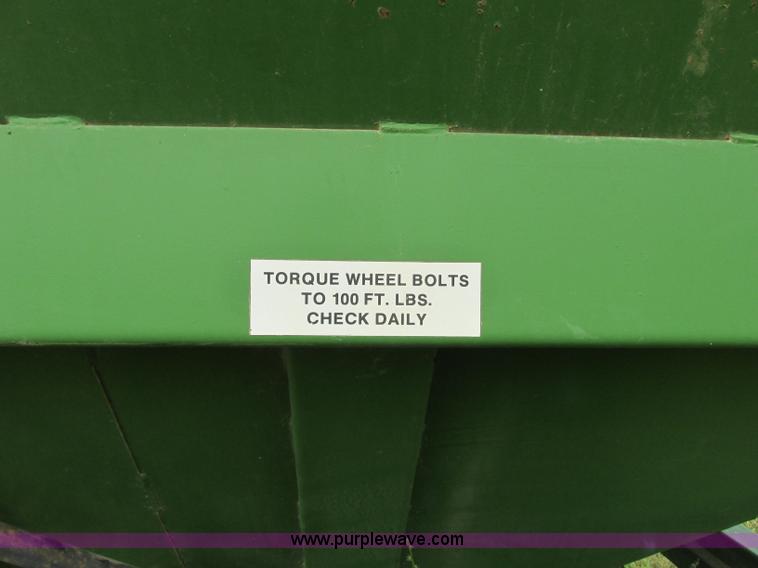 TORQUE WHEEL BOLTS
TO 100 FT. LBS.
CHECK DAILY
www.purplewave.com